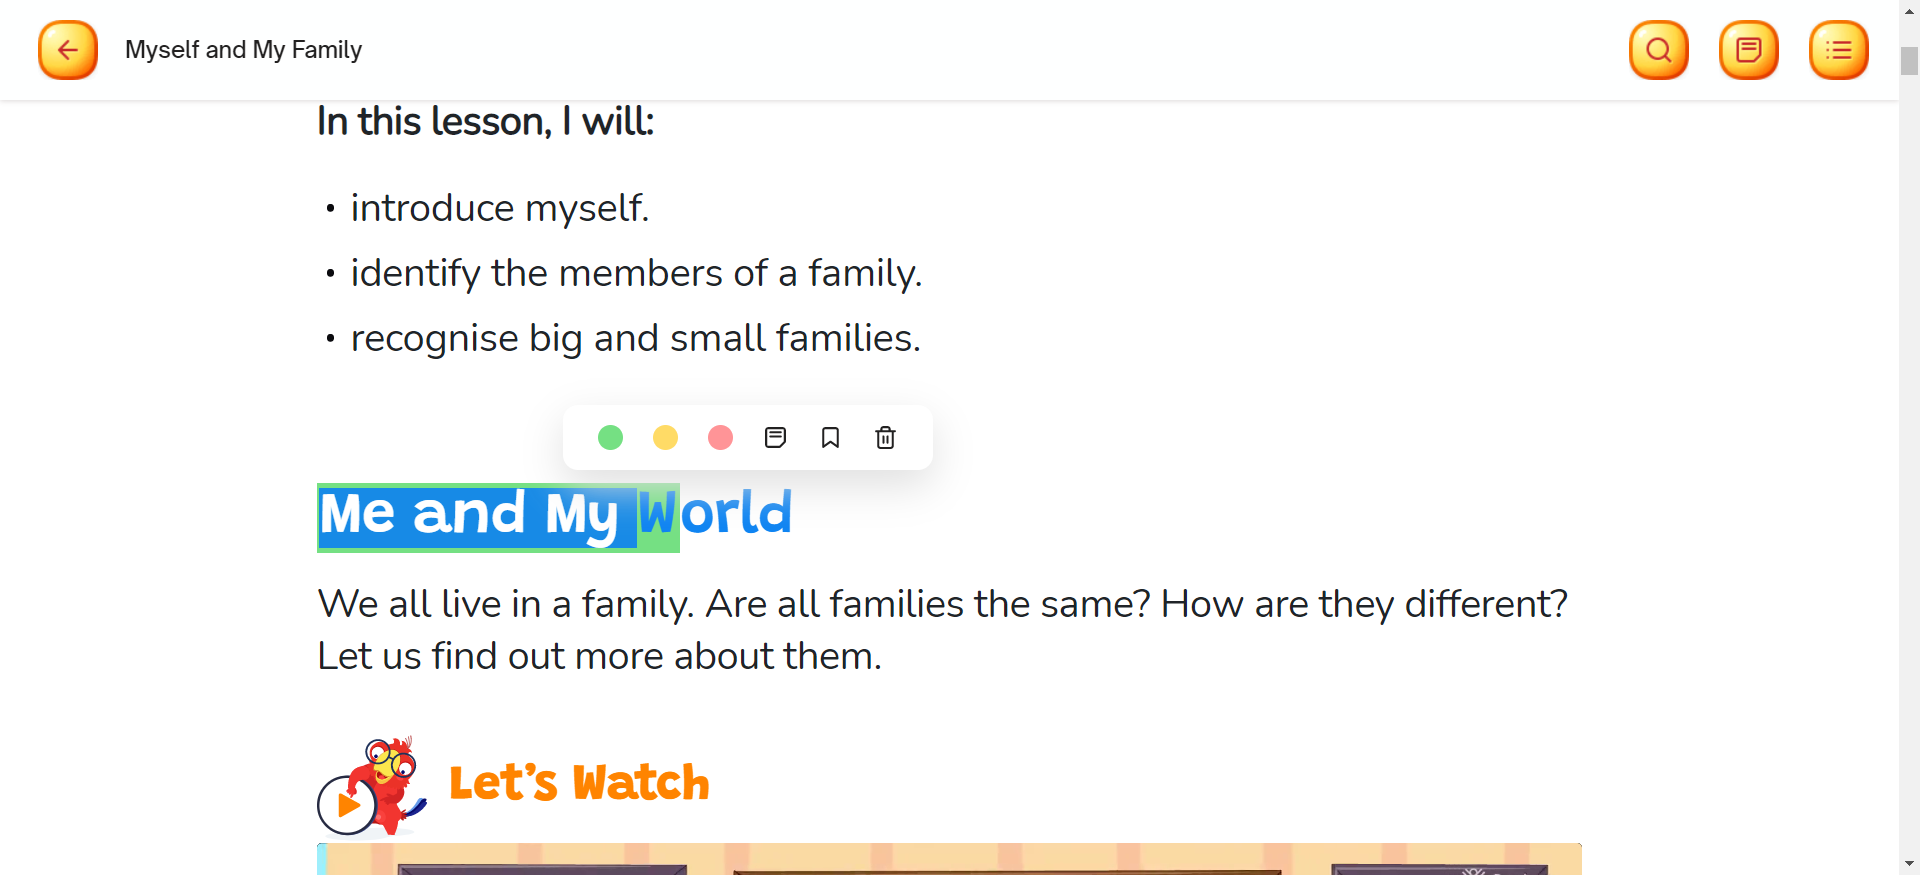 Myself and My Family
In this lesson, I will:
• introduce myself.
• identify the members of a family.
• recognise big and small families.
Me and My World
We all live in a family. Are all families the same? How are they different?
Let us find out more about them.
Let's Watch